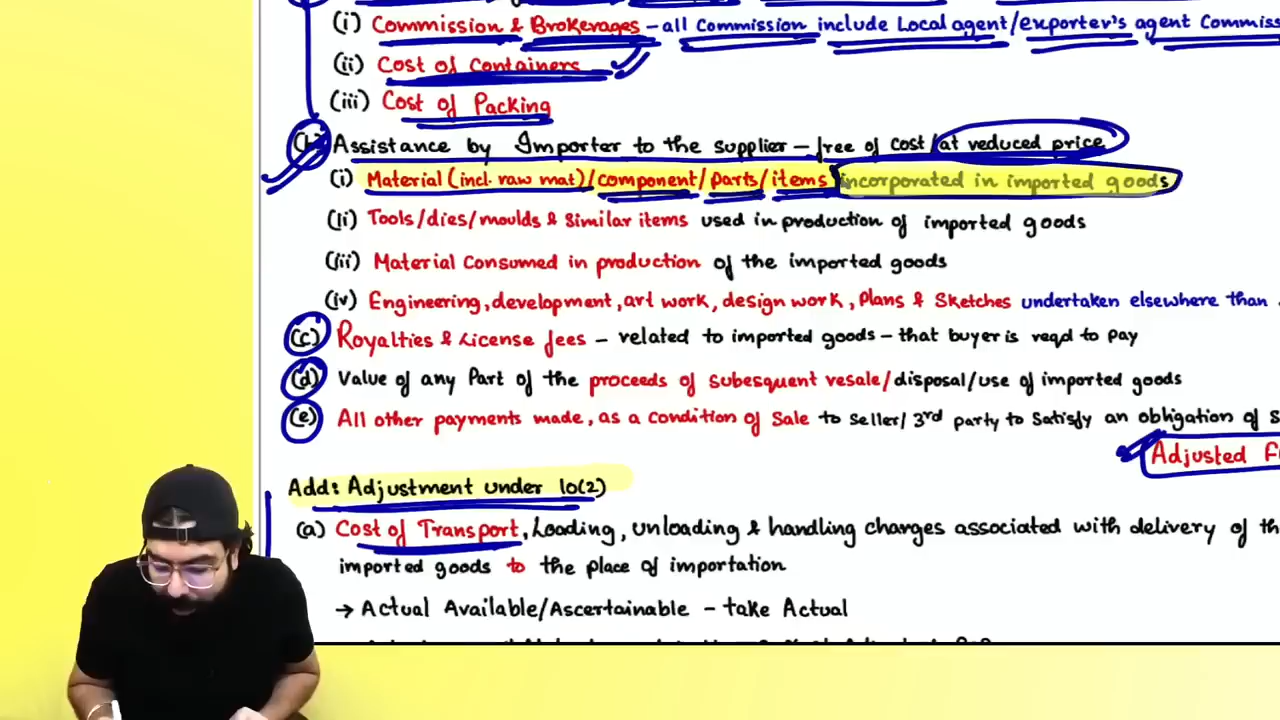 (i) Commission & Brokerages – all Commission include Local agent/exporter's agent Commiss
(ii) Cost of Containers
(iii) Cost of Packing
(b) Assistance by Importer to the supplier – free of cost/at reduced price
(i) Material (incl. raw mat)/component/parts/items incorporated in imported goods
(ii) Tools/dies/moulds & Similar items used in production of imported goods
(iii) Material Consumed in production of the imported goods
(iv) Engineering, development, art work, design work, Plans & Sketches undertaken elsewhere than
(c) Royalties & License fees – related to imported goods – that buyer is reqd to pay
(d) Value of any Part of the proceeds of subesquent vesale/disposal/use of imported goods
(e) All other payments made, as a condition of Sale to Seller/3rd party to Satisfy an obligation of S
Adjusted F
Add: Adjustment under 10(2)
(a) Cost of Transport, Loading, unloading & handling charges associated with delivery of th
imported goods to the place of importation
→ Actual Available/Ascertainable – take Actual